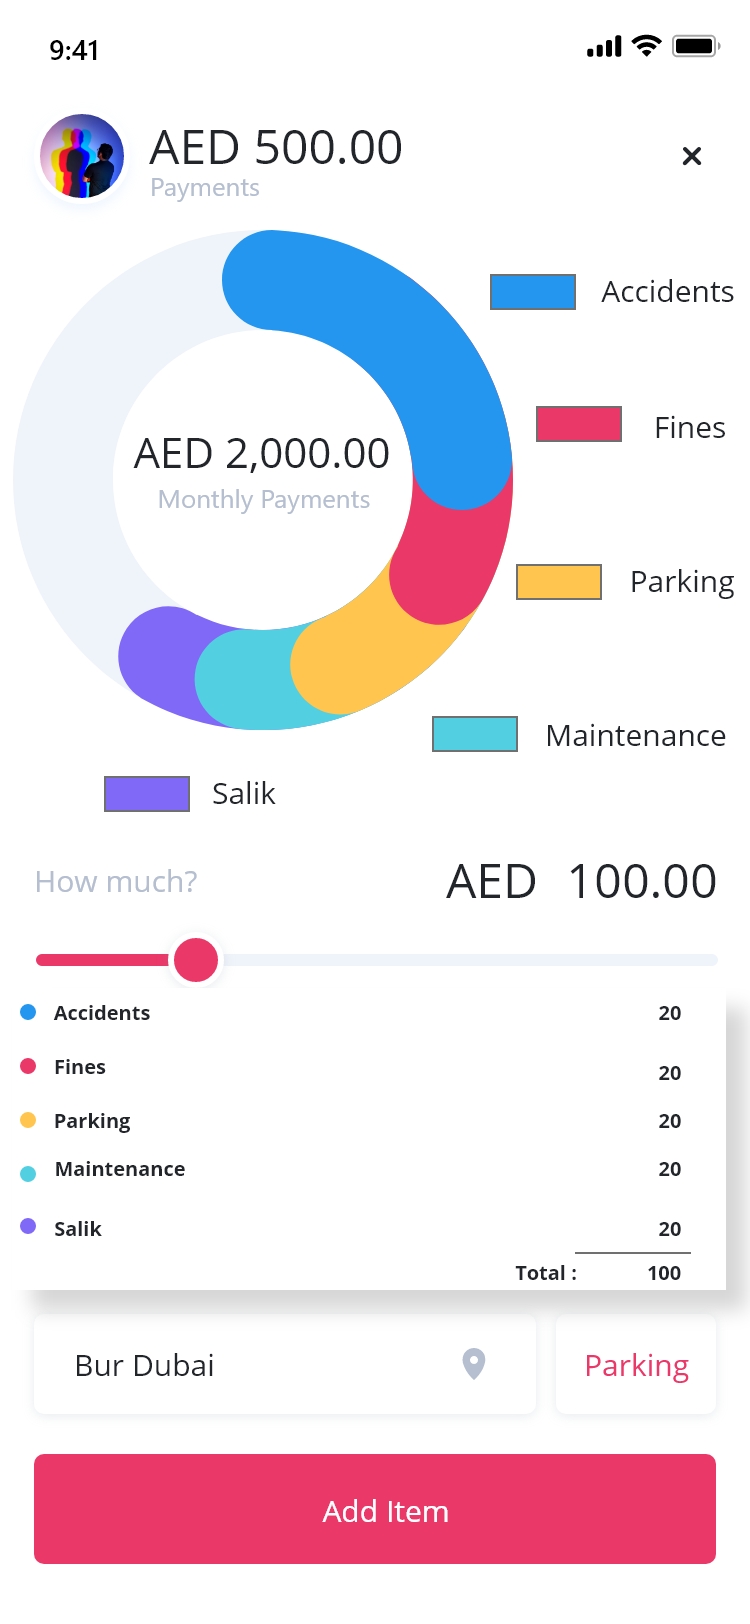 9:41
AED 500.00
Payments
Accidents
Fines
AED 2,000.00
Monthly Payments
Parking
Maintenance
Salik
How much?
AED 100.00
Accidents 20
Fines 20
Parking 20
Maintenance 20
Salik 20
Total : 100
Bur Dubai
Parking
Add Item